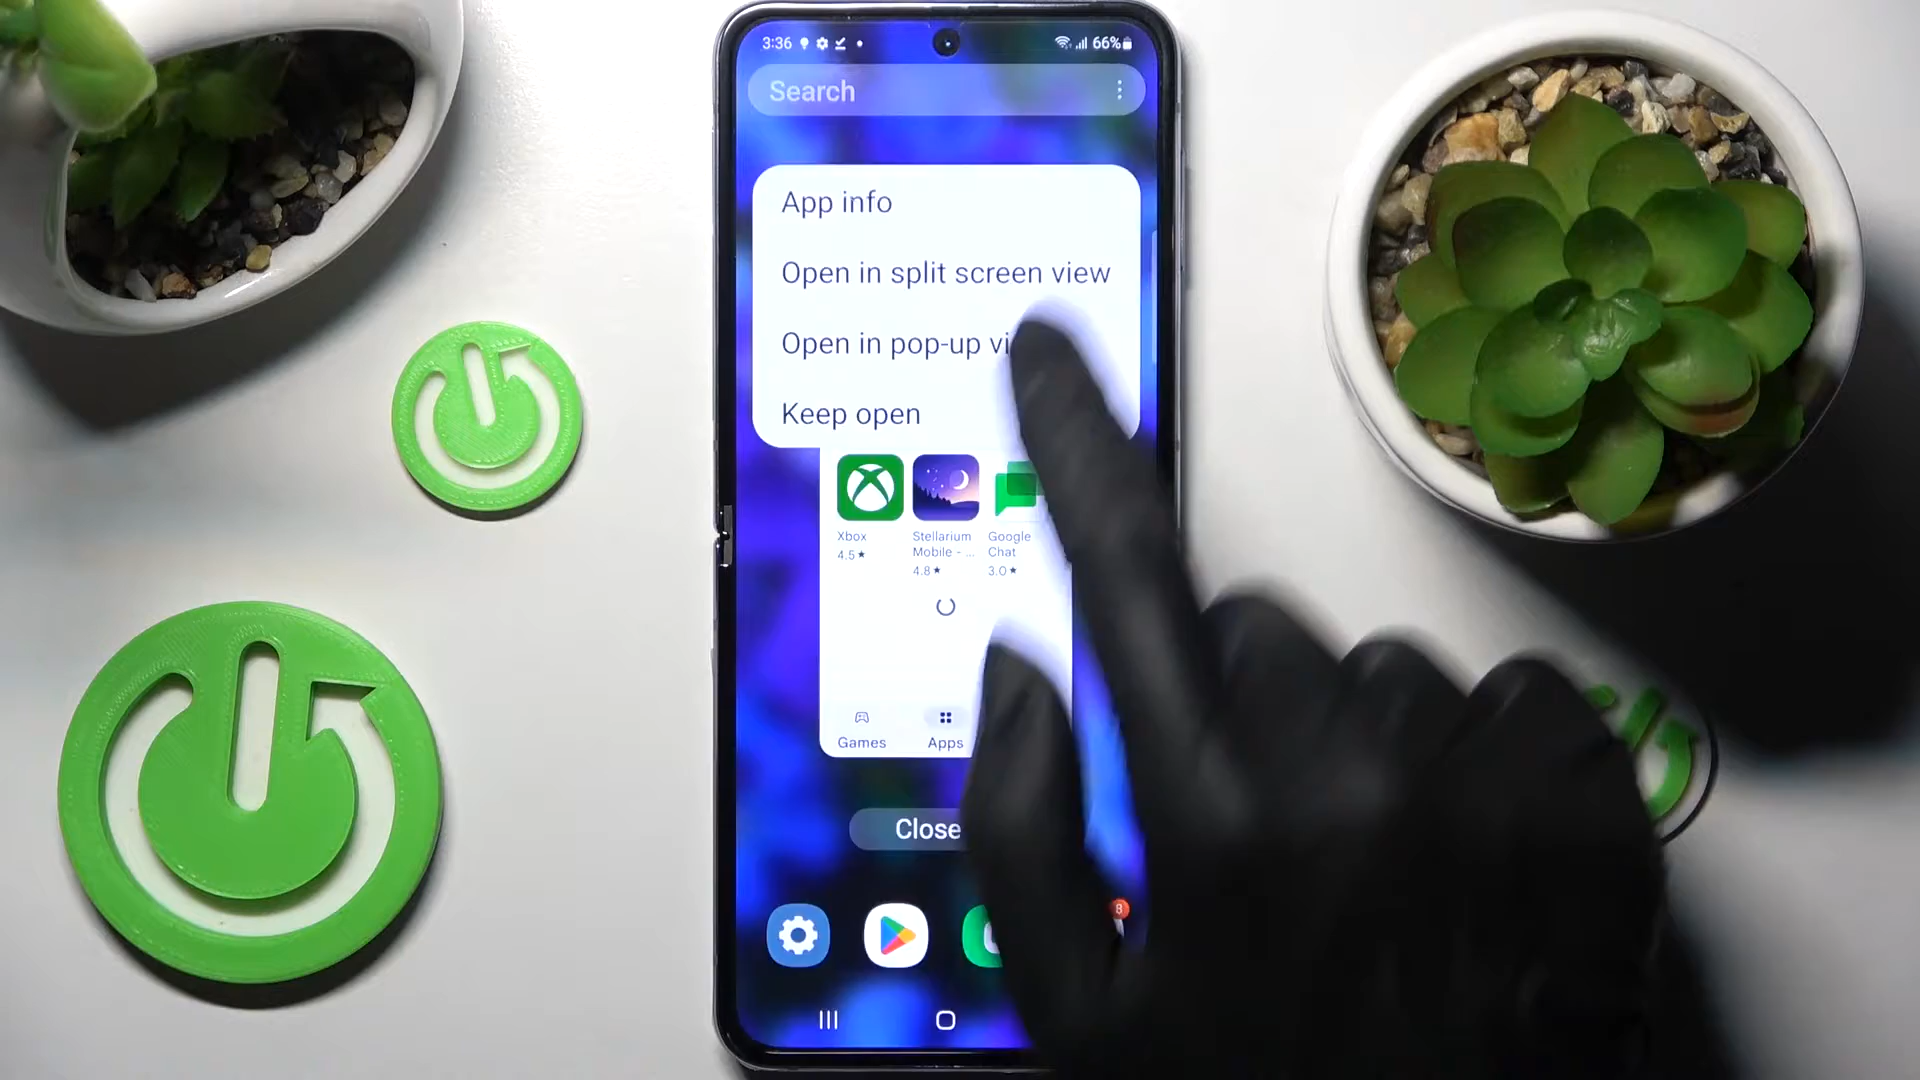 3:36
66%
Search
App info
Open in split screen view
Open in pop-up
Keep open
Xbox
Stellarium
Google
Mobile - ...
Chat
4.5★
4.8★
3.0★
Games
Apps
Close
8